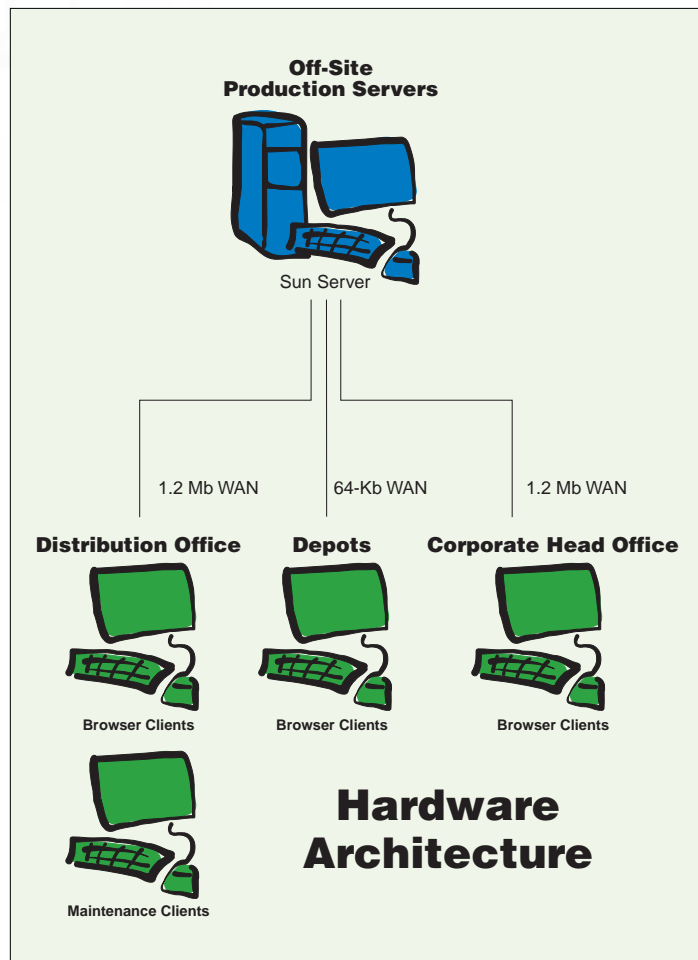 Off-Site
Production Servers
Sun Server
1.2 Mb WAN
64-Kb WAN
1.2 Mb WAN
Distribution Office
Depots
Corporate Head Office
Browser Clients
Browser Clients
Browser Clients
Hardware
Architecture
Maintenance Clients